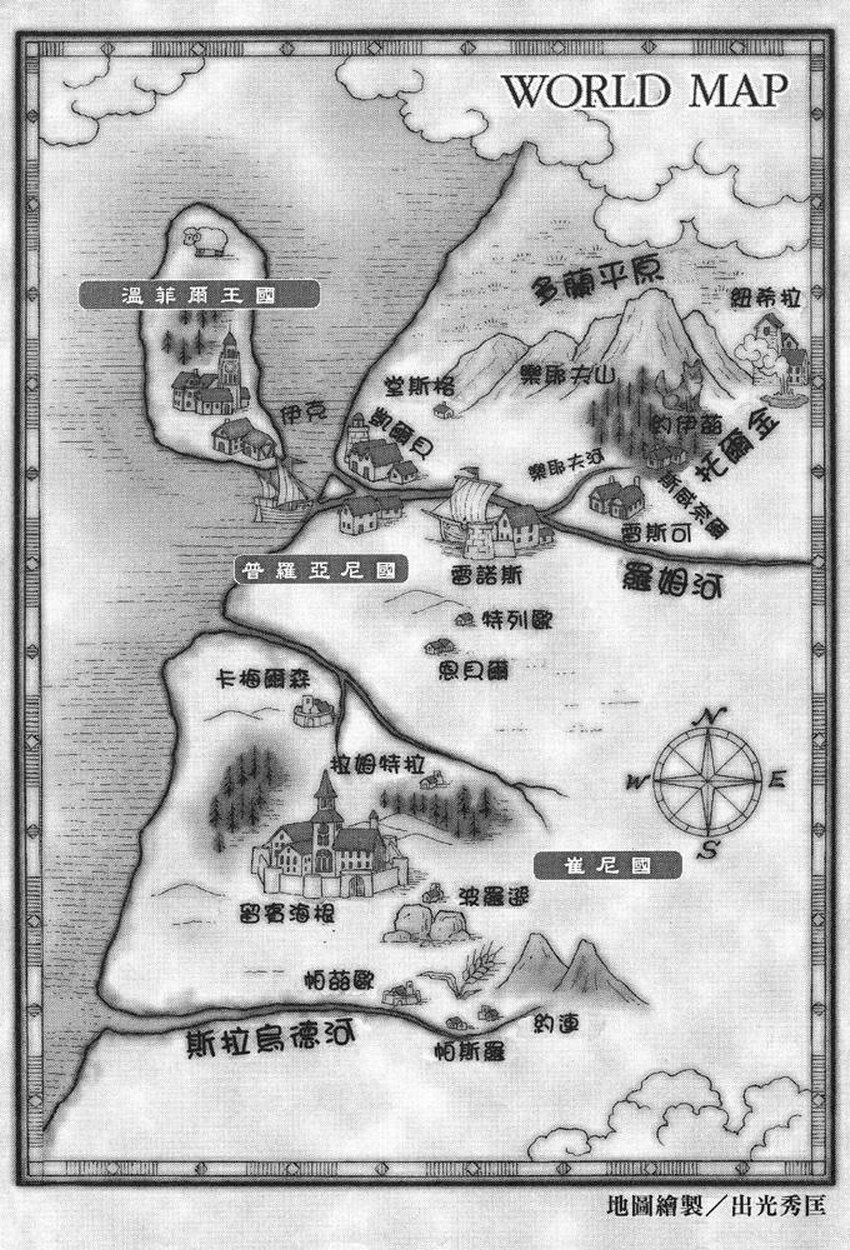 WORLD MAP
多蘭平原
紐希拉
溫菲爾王國
樂耶夫山
堂斯格
伊克
凱爾貝
約伊茲
托爾金
樂耶夫河
斯威奈爾
雷斯可
普羅亞尼國
雷諾斯
羅姆河
特列歐
恩貝爾
卡梅爾森
N
拉姆特拉
W
E
S
崔尼國
波羅遜
留賓海根
帕茲歐
約連
斯拉烏德河
帕斯羅
地圖繪製／出光秀匡